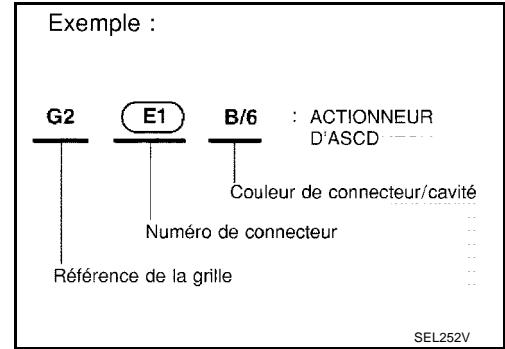 Exemple :
G2 E1 B/6 : ACTIONNEUR
D'ASCD
Couleur de connecteur/cavité
Numéro de connecteur
Référence de la grille
SEL252V